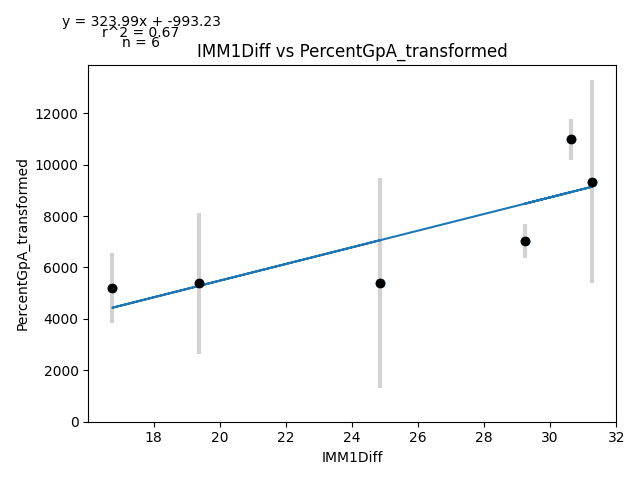 y = 323.99x + -993.23
r^2 = 0.67
n = 6
IMM1Diff vs PercentGpA_transformed
PercentGpA_transformed
12000
10000
8000
6000
4000
2000
0
18 20 22 24 26 28 30 32
IMM1Diff